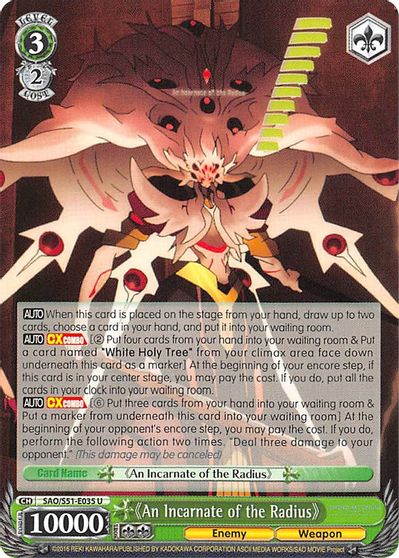 LEVEL
3
2
COST
An Incarnate of the Radius
AUTO When this card is placed on the stage from your hand, draw up to two
cards, choose a card in your hand, and put it into your waiting room.
AUTO CX COMBO [② Put four cards from your hand into your waiting room & Put
a card named "White Holy Tree" from your climax area face down
underneath this card as a marker] At the beginning of your encore step, if
this card is in your center stage, you may pay the cost. If you do, put all the
cards in your clock into your waiting room.
AUTO CX COMBO [⑥ Put three cards from your hand into your waiting room &
Put a marker from underneath this card into your waiting room] At the
beginning of your opponent's encore step, you may pay the cost. If you do,
perform the following action two times. "Deal three damage to your
opponent." (This damage may be canceled)
Card Name 《An Incarnate of the Radius》
CH SAO/S51-E035 U
《An Incarnate of the Radius》
POWER
10000
SOUL
Enemy Weapon
©2016 REKI KAWAHARA/PUBLISHED BY KADOKAWA CORPORATION ASCII MEDIA WORKS/SAO MOVIE Project